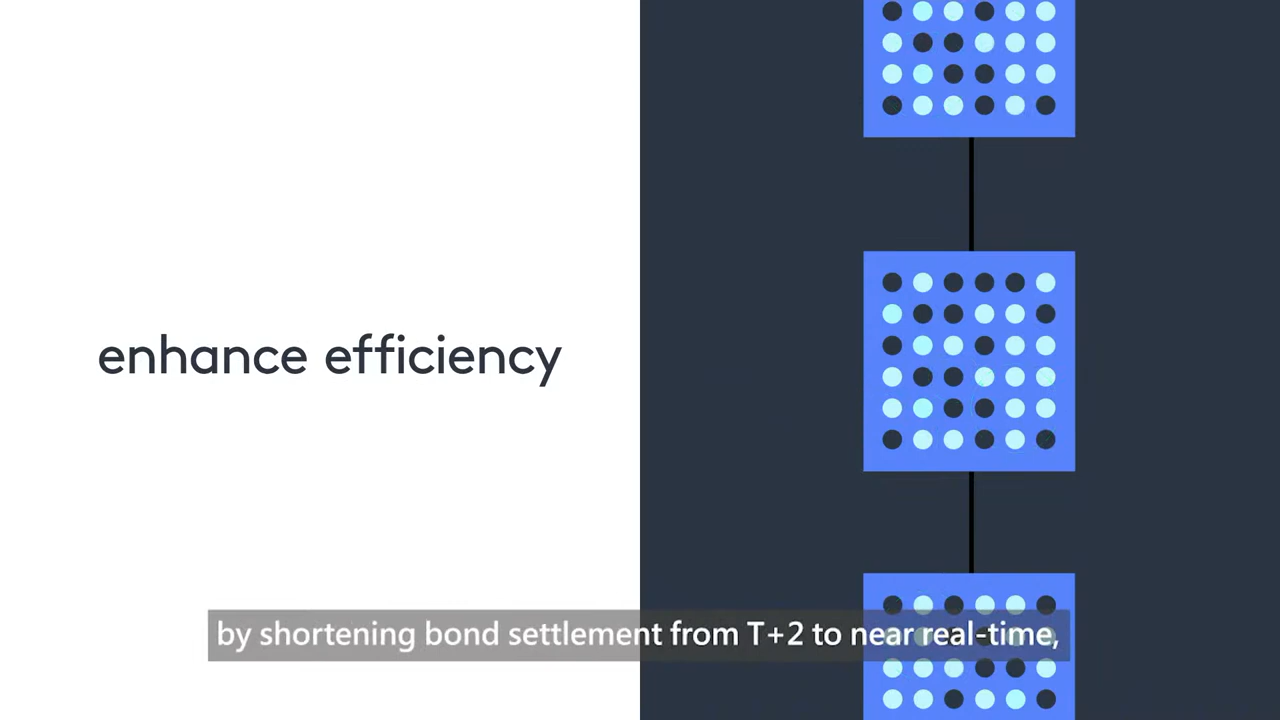 enhance efficiency
by shortening bond settlement from T+2 to near real-time,